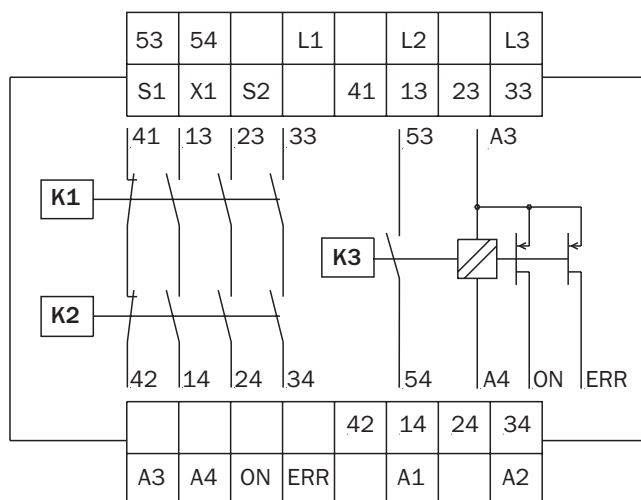 53 54 L1 L2 L3
S1 X1 S2 41 13 23 33
41 13 23 33 53 A3
K1
K3
K2
42 14 24 34 54 A4 ON ERR
42 14 24 34
A3 A4 ON ERR A1 A2